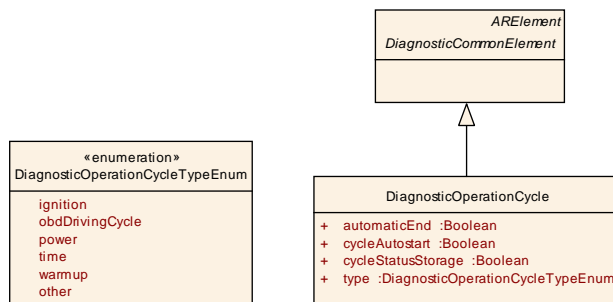 ARElement
DiagnosticCommonElement
«enumeration»
DiagnosticOperationCycleTypeEnum
ignition
obdDrivingCycle
power
time
warmup
other
DiagnosticOperationCycle
+ automaticEnd :Boolean
+ cycleAutostart :Boolean
+ cycleStatusStorage :Boolean
+ type :DiagnosticOperationCycleTypeEnum